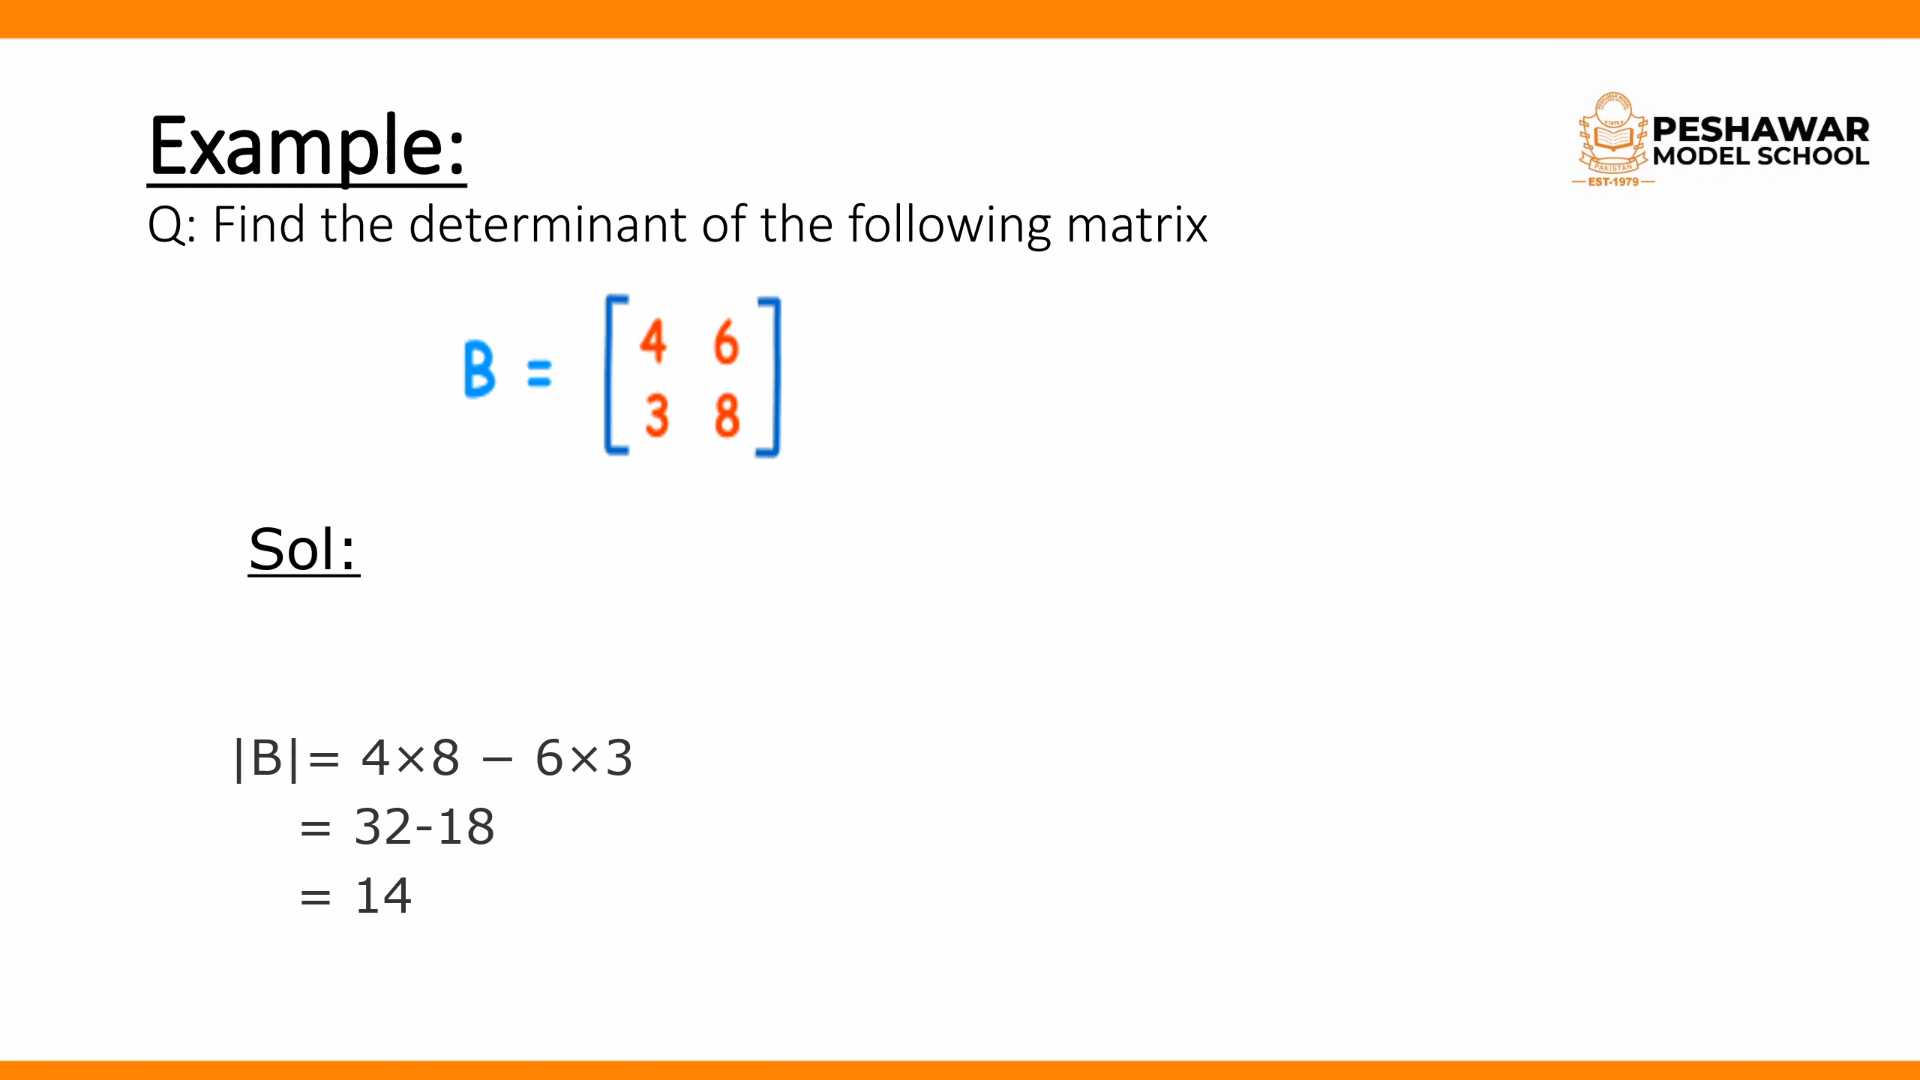 Example:
PESHAWAR
MODEL SCHOOL
PAKISTAN
EST-1979
Q: Find the determinant of the following matrix
B = [4 6
3 8]
Sol:
|B|= 4×8 − 6×3
= 32-18
= 14